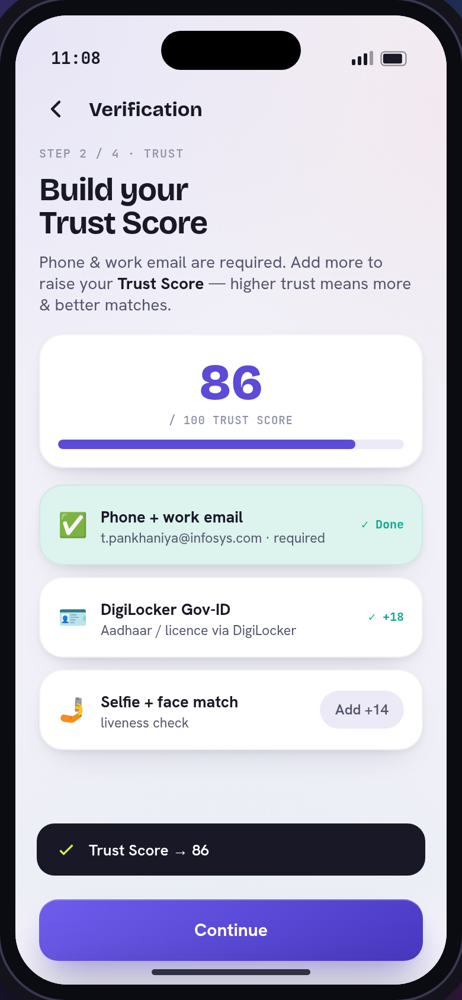 11:08
Verification
STEP 2 / 4 · TRUST
Build your
Trust Score
Phone & work email are required. Add more to
raise your Trust Score — higher trust means more
& better matches.
86
/ 100 TRUST SCORE
Phone + work email
t.pankhaniya@infosys.com · required
✓ Done
DigiLocker Gov-ID
Aadhaar / licence via DigiLocker
✓ +18
Selfie + face match
liveness check
Add +14
Trust Score → 86
Continue